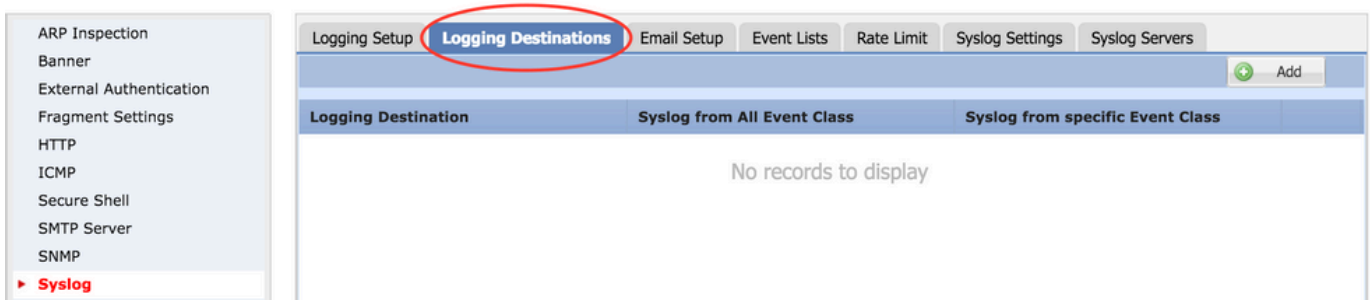 ARP Inspection
Banner
External Authentication
Fragment Settings
HTTP
ICMP
Secure Shell
SMTP Server
SNMP
Syslog
Logging Setup Logging Destinations Email Setup Event Lists Rate Limit Syslog Settings Syslog Servers
Add
Logging Destination Syslog from All Event Class Syslog from specific Event Class
No records to display